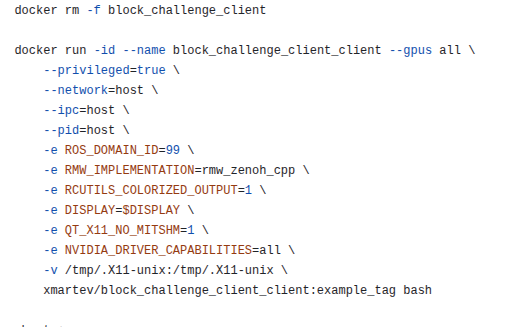 docker rm -f block_challenge_client
docker run -id --name block_challenge_client_client --gpus all \
--privileged=true \
--network=host \
--ipc=host \
--pid=host \
-e ROS_DOMAIN_ID=99 \
-e RMW_IMPLEMENTATION=rmw_zenoh_cpp \
-e RCUTILS_COLORIZED_OUTPUT=1 \
-e DISPLAY=$DISPLAY \
-e QT_X11_NO_MITSHM=1 \
-e NVIDIA_DRIVER_CAPABILITIES=all \
-v /tmp/.X11-unix:/tmp/.X11-unix \
xmartev/block_challenge_client_client:example_tag bash